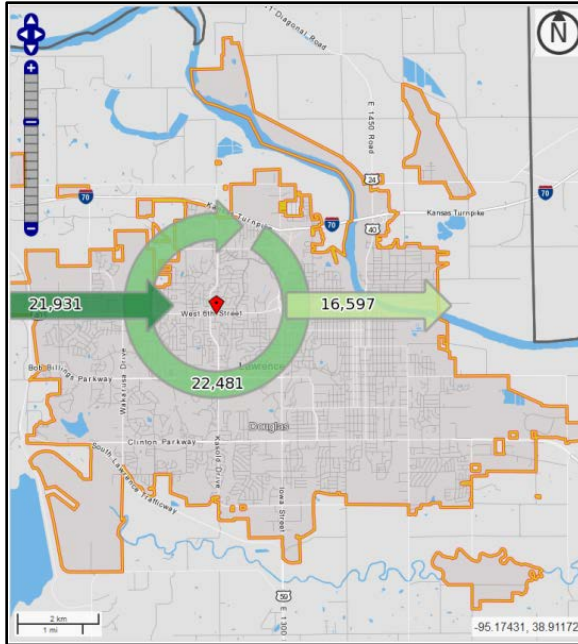 N
11 Diagonal Road
E 1450 Road
24
70
Kansas Turnpike
70
Kansas Turnpike
70
40
21,931
16,597
West 6th Street
22,481
Lawrence
Bob Billings Parkway
Wakarusa Drive
Douglas
Clinton Parkway
Kasold Drive
South Lawrence Trafficway
Iowa Street
59
E 1300
2 km
1 mi
-95.17431, 38.91172